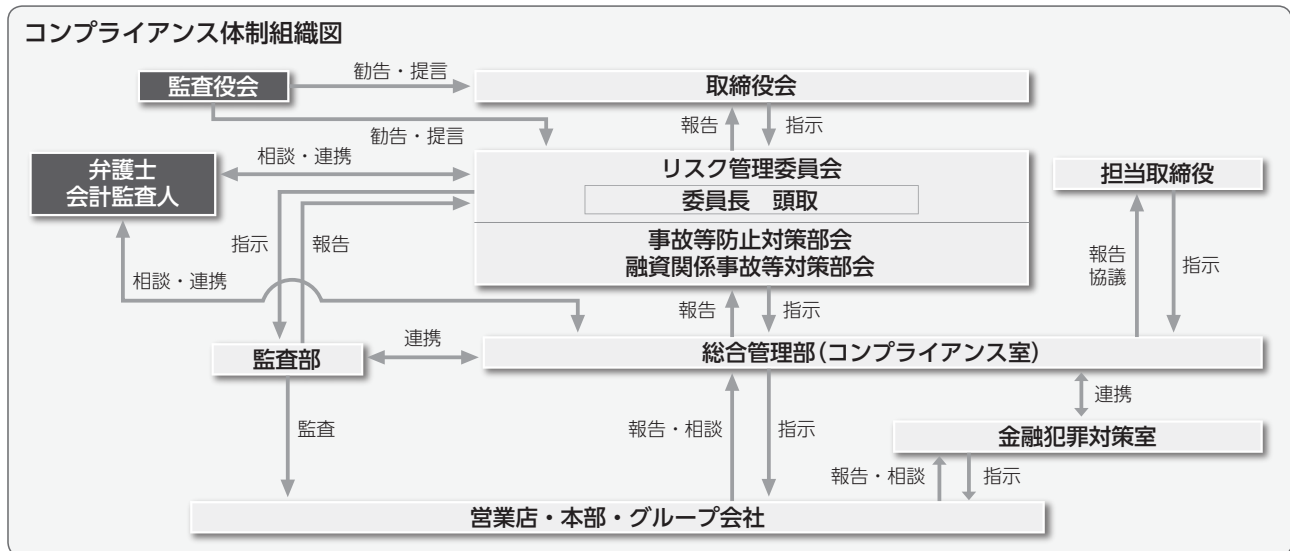 コンプライアンス体制組織図
監査役会
勧告・提言
取締役会
勧告・提言
報告
指示
弁護士
会計監査人
相談・連携
リスク管理委員会
委員長　頭取
担当取締役
事故等防止対策部会
融資関係事故等対策部会
指示
報告
相談・連携
報告
協議
指示
報告
指示
監査部
連携
総合管理部(コンプライアンス室)
連携
監査
報告・相談
指示
金融犯罪対策室
報告・相談
指示
営業店・本部・グループ会社